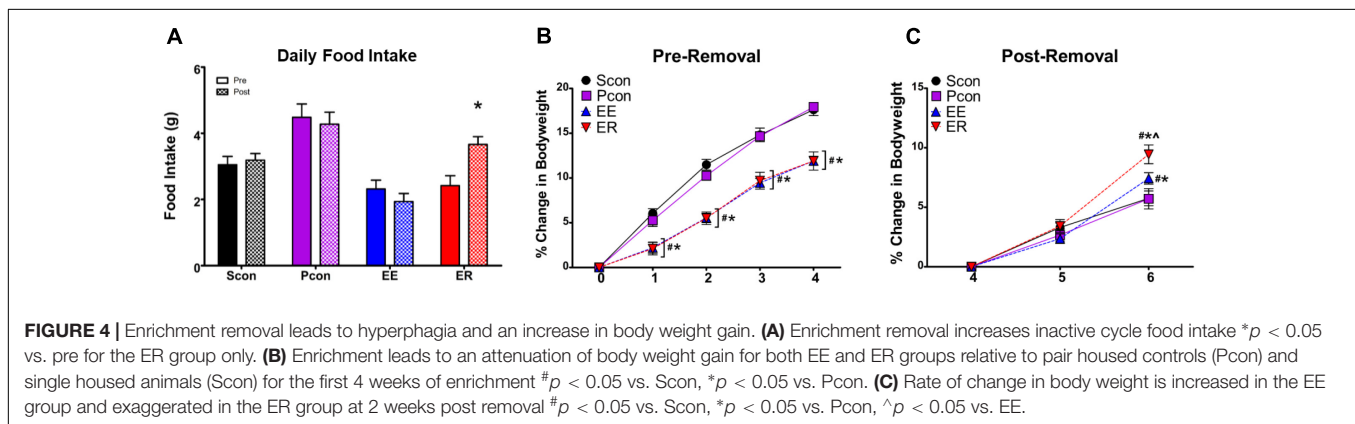 A
Daily Food Intake
Pre
Post
*
Food Intake (g)
6
4
2
0
Scon
Pcon
EE
ER
B
Pre-Removal
Scon
Pcon
EE
ER
% Change in Bodyweight
20
15
10
5
0
#*
#*
#*
#*
0 1 2 3 4
C
Post-Removal
Scon
Pcon
EE
ER
% Change in Bodyweight
15
10
5
0
#*^
#*
4 5 6
FIGURE 4 | Enrichment removal leads to hyperphagia and an increase in body weight gain. (A) Enrichment removal increases inactive cycle food intake *p < 0.05
vs. pre for the ER group only. (B) Enrichment leads to an attenuation of body weight gain for both EE and ER groups relative to pair housed controls (Pcon) and
single housed animals (Scon) for the first 4 weeks of enrichment #p < 0.05 vs. Scon, *p < 0.05 vs. Pcon. (C) Rate of change in body weight is increased in the EE
group and exaggerated in the ER group at 2 weeks post removal #p < 0.05 vs. Scon, *p < 0.05 vs. Pcon, ^p < 0.05 vs. EE.